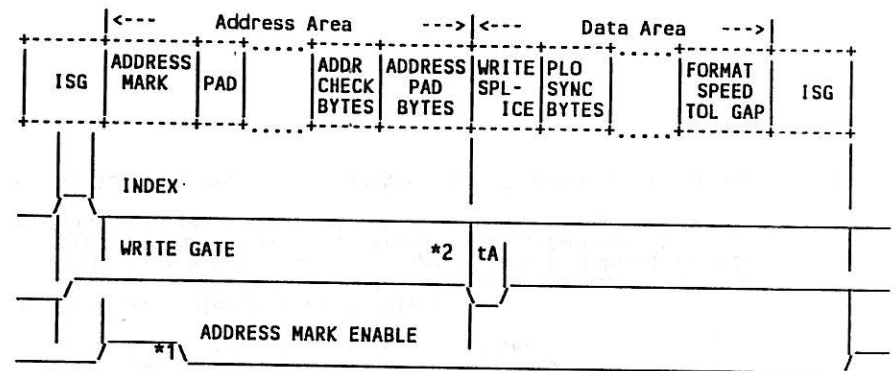 |<--- Address Area --->|<--- Data Area --->|
ISG
ADDRESS MARK
PAD
.....
ADDR CHECK BYTES
ADDRESS PAD BYTES
WRITE SPL- ICE
PLO SYNC BYTES
.....
FORMAT SPEED TOL GAP
ISG
INDEX
WRITE GATE *2 tA
ADDRESS MARK ENABLE
*1